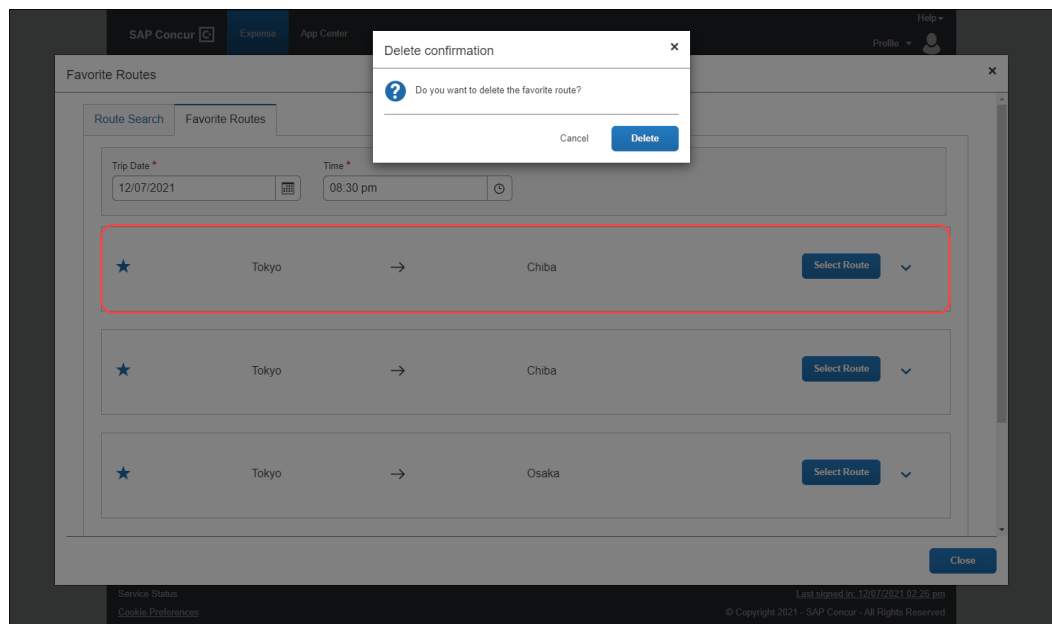 Help
SAP Concur C Expense App Center
Profile
Delete confirmation
Do you want to delete the favorite route?
Cancel Delete
Favorite Routes
Route Search Favorite Routes
Trip Date * Time *
12/07/2021 08:30 pm
Tokyo → Chiba Select Route
Tokyo → Chiba Select Route
Tokyo → Osaka Select Route
Close
Service Status Last signed in: 12/07/2021 02:26 pm
Cookie Preferences © Copyright 2021 - SAP Concur - All Rights Reserved